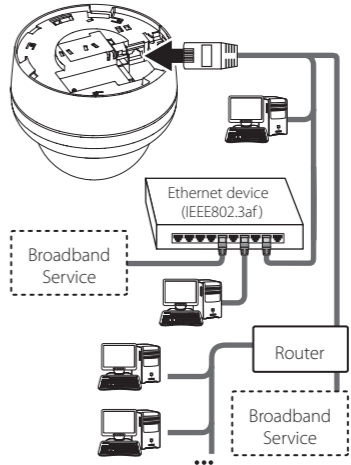 Ethernet device
(IEEE802.3af)
Broadband
Service
Router
Broadband
Service
...